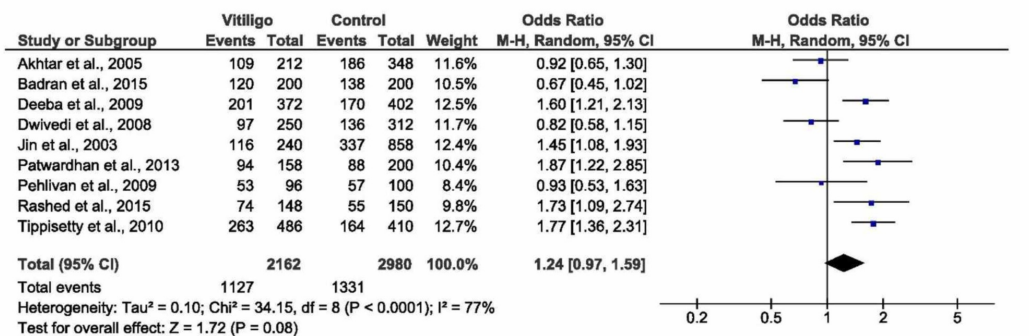 Vitiligo Control Odds Ratio Odds Ratio
Study or Subgroup Events Total Events Total Weight M-H, Random, 95% CI M-H, Random, 95% CI
Akhtar et al., 2005 109 212 186 348 11.6% 0.92 [0.65, 1.30]
Badran et al., 2015 120 200 138 200 10.5% 0.67 [0.45, 1.02]
Deeba et al., 2009 201 372 170 402 12.5% 1.60 [1.21, 2.13]
Dwivedi et al., 2008 97 250 136 312 11.7% 0.82 [0.58, 1.15]
Jin et al., 2003 116 240 337 858 12.4% 1.45 [1.08, 1.93]
Patwardhan et al., 2013 94 158 88 200 10.4% 1.87 [1.22, 2.85]
Pehlivan et al., 2009 53 96 57 100 8.4% 0.93 [0.53, 1.63]
Rashed et al., 2015 74 148 55 150 9.8% 1.73 [1.09, 2.74]
Tippisetty et al., 2010 263 486 164 410 12.7% 1.77 [1.36, 2.31]
Total (95% CI) 2162 2980 100.0% 1.24 [0.97, 1.59]
Total events 1127 1331
Heterogeneity: Tau² = 0.10; Chi² = 34.15, df = 8 (P < 0.0001); I² = 77%
Test for overall effect: Z = 1.72 (P = 0.08)
0.2 0.5 1 2 5